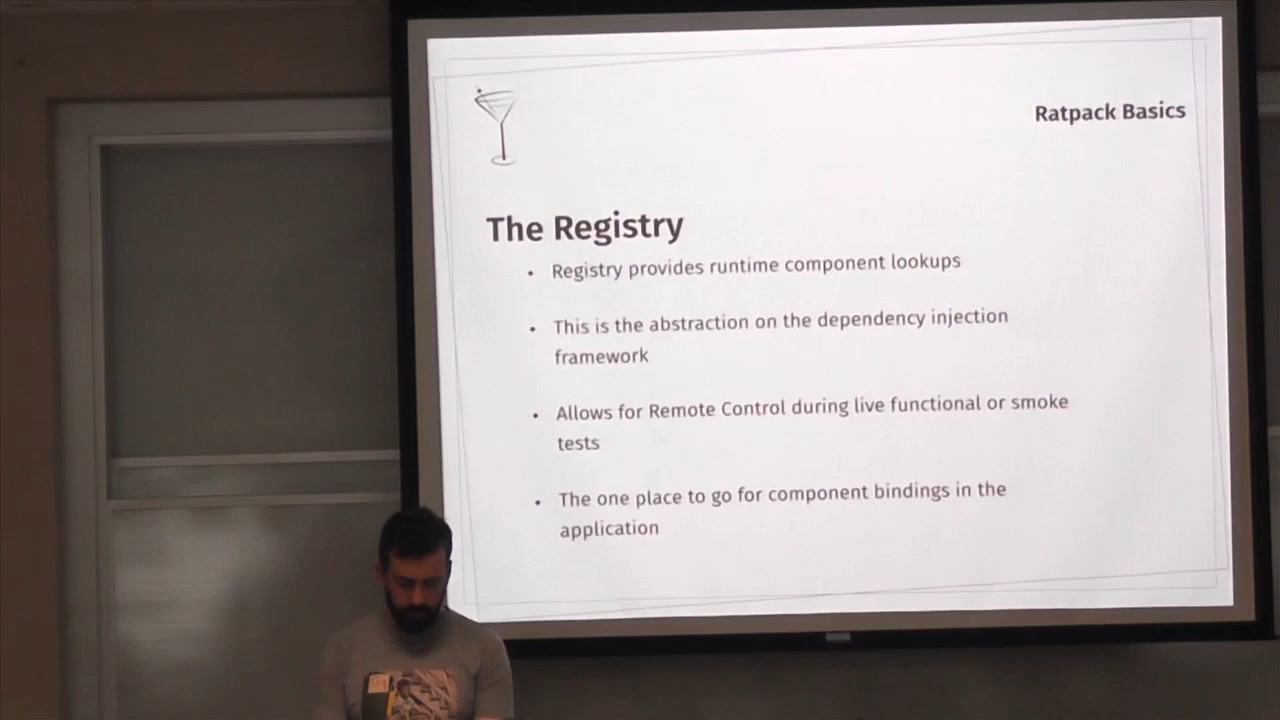 Ratpack Basics
The Registry
• Registry provides runtime component lookups
• This is the abstraction on the dependency injection
framework
• Allows for Remote Control during live functional or smoke
tests
• The one place to go for component bindings in the
application